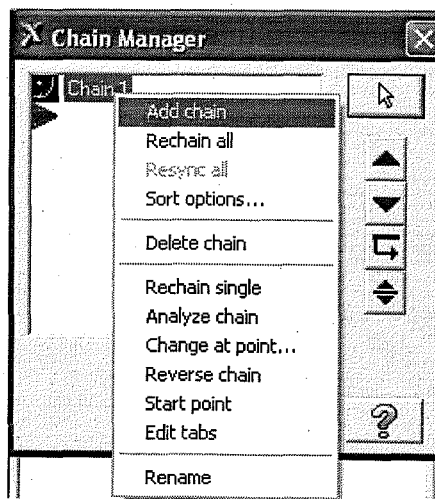 Chain Manager
Chain 1
Add chain
Rechain all
Resync all
Sort options...
Delete chain
Rechain single
Analyze chain
Change at point...
Reverse chain
Start point
Edit tabs
Rename